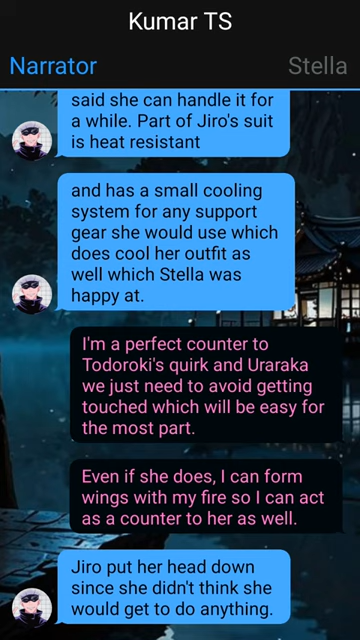 Kumar TS
Narrator
Stella
said she can handle it for
a while. Part of Jiro's suit
is heat resistant
and has a small cooling
system for any support
gear she would use which
does cool her outfit as
well which Stella was
happy at.
I'm a perfect counter to
Todoroki's quirk and Uraraka
we just need to avoid getting
touched which will be easy for
the most part.
Even if she does, I can form
wings with my fire so I can act
as a counter to her as well.
Jiro put her head down
since she didn't think she
would get to do anything.